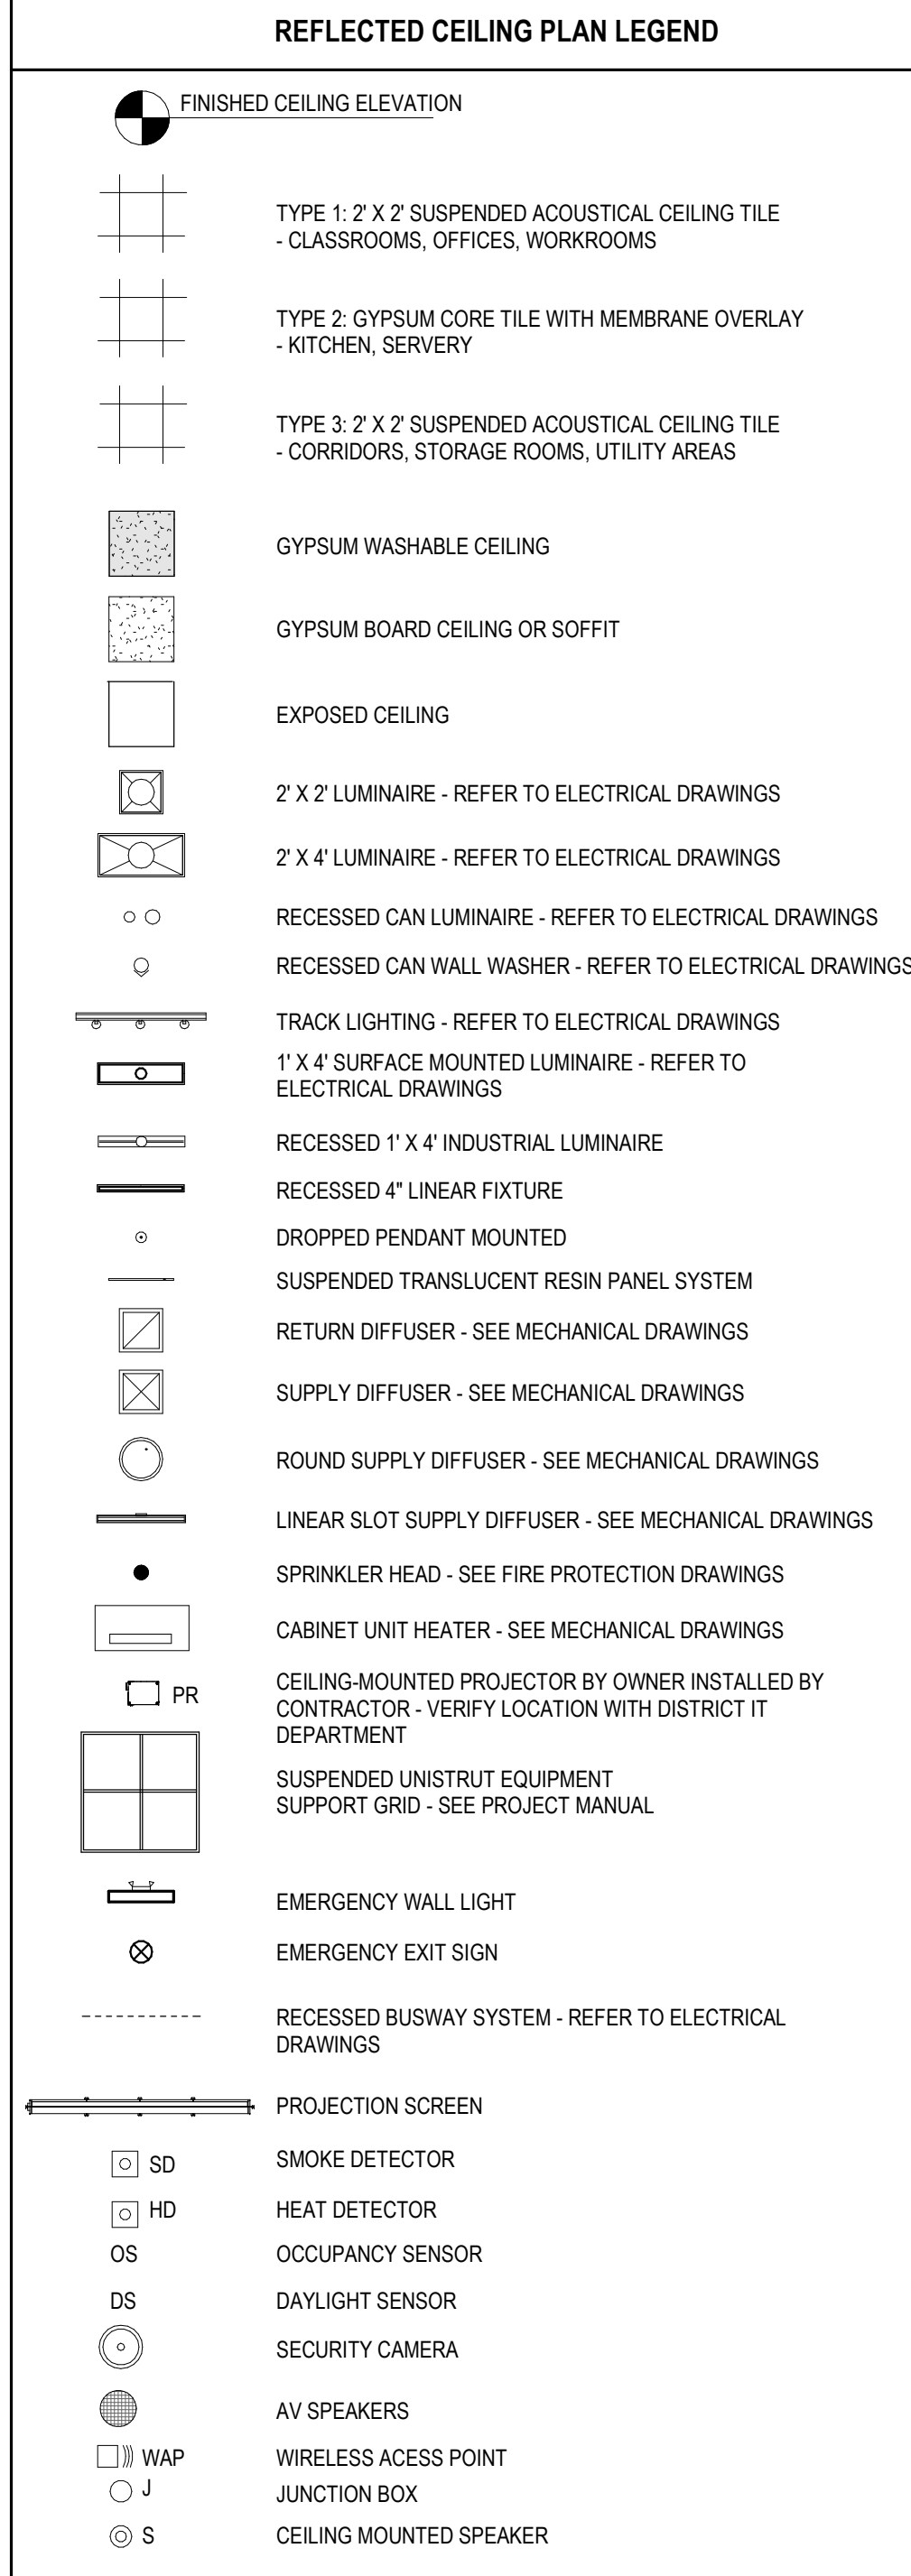 REFLECTED CEILING PLAN LEGEND
FINISHED CEILING ELEVATION
TYPE 1: 2' X 2' SUSPENDED ACOUSTICAL CEILING TILE
- CLASSROOMS, OFFICES, WORKROOMS
TYPE 2: GYPSUM CORE TILE WITH MEMBRANE OVERLAY
- KITCHEN, SERVERY
TYPE 3: 2' X 2' SUSPENDED ACOUSTICAL CEILING TILE
- CORRIDORS, STORAGE ROOMS, UTILITY AREAS
GYPSUM WASHABLE CEILING
GYPSUM BOARD CEILING OR SOFFIT
EXPOSED CEILING
2' X 2' LUMINAIRE - REFER TO ELECTRICAL DRAWINGS
2' X 4' LUMINAIRE - REFER TO ELECTRICAL DRAWINGS
RECESSED CAN LUMINAIRE - REFER TO ELECTRICAL DRAWINGS
RECESSED CAN WALL WASHER - REFER TO ELECTRICAL DRAWINGS
TRACK LIGHTING - REFER TO ELECTRICAL DRAWINGS
1' X 4' SURFACE MOUNTED LUMINAIRE - REFER TO
ELECTRICAL DRAWINGS
RECESSED 1' X 4' INDUSTRIAL LUMINAIRE
RECESSED 4" LINEAR FIXTURE
DROPPED PENDANT MOUNTED
SUSPENDED TRANSLUCENT RESIN PANEL SYSTEM
RETURN DIFFUSER - SEE MECHANICAL DRAWINGS
SUPPLY DIFFUSER - SEE MECHANICAL DRAWINGS
ROUND SUPPLY DIFFUSER - SEE MECHANICAL DRAWINGS
LINEAR SLOT SUPPLY DIFFUSER - SEE MECHANICAL DRAWINGS
SPRINKLER HEAD - SEE FIRE PROTECTION DRAWINGS
CABINET UNIT HEATER - SEE MECHANICAL DRAWINGS
PR CEILING-MOUNTED PROJECTOR BY OWNER INSTALLED BY
CONTRACTOR - VERIFY LOCATION WITH DISTRICT IT
DEPARTMENT
SUSPENDED UNISTRUT EQUIPMENT
SUPPORT GRID - SEE PROJECT MANUAL
EMERGENCY WALL LIGHT
EMERGENCY EXIT SIGN
RECESSED BUSWAY SYSTEM - REFER TO ELECTRICAL
DRAWINGS
PROJECTION SCREEN
SD SMOKE DETECTOR
HD HEAT DETECTOR
OS OCCUPANCY SENSOR
DS DAYLIGHT SENSOR
SECURITY CAMERA
AV SPEAKERS
WAP WIRELESS ACESS POINT
J JUNCTION BOX
S CEILING MOUNTED SPEAKER